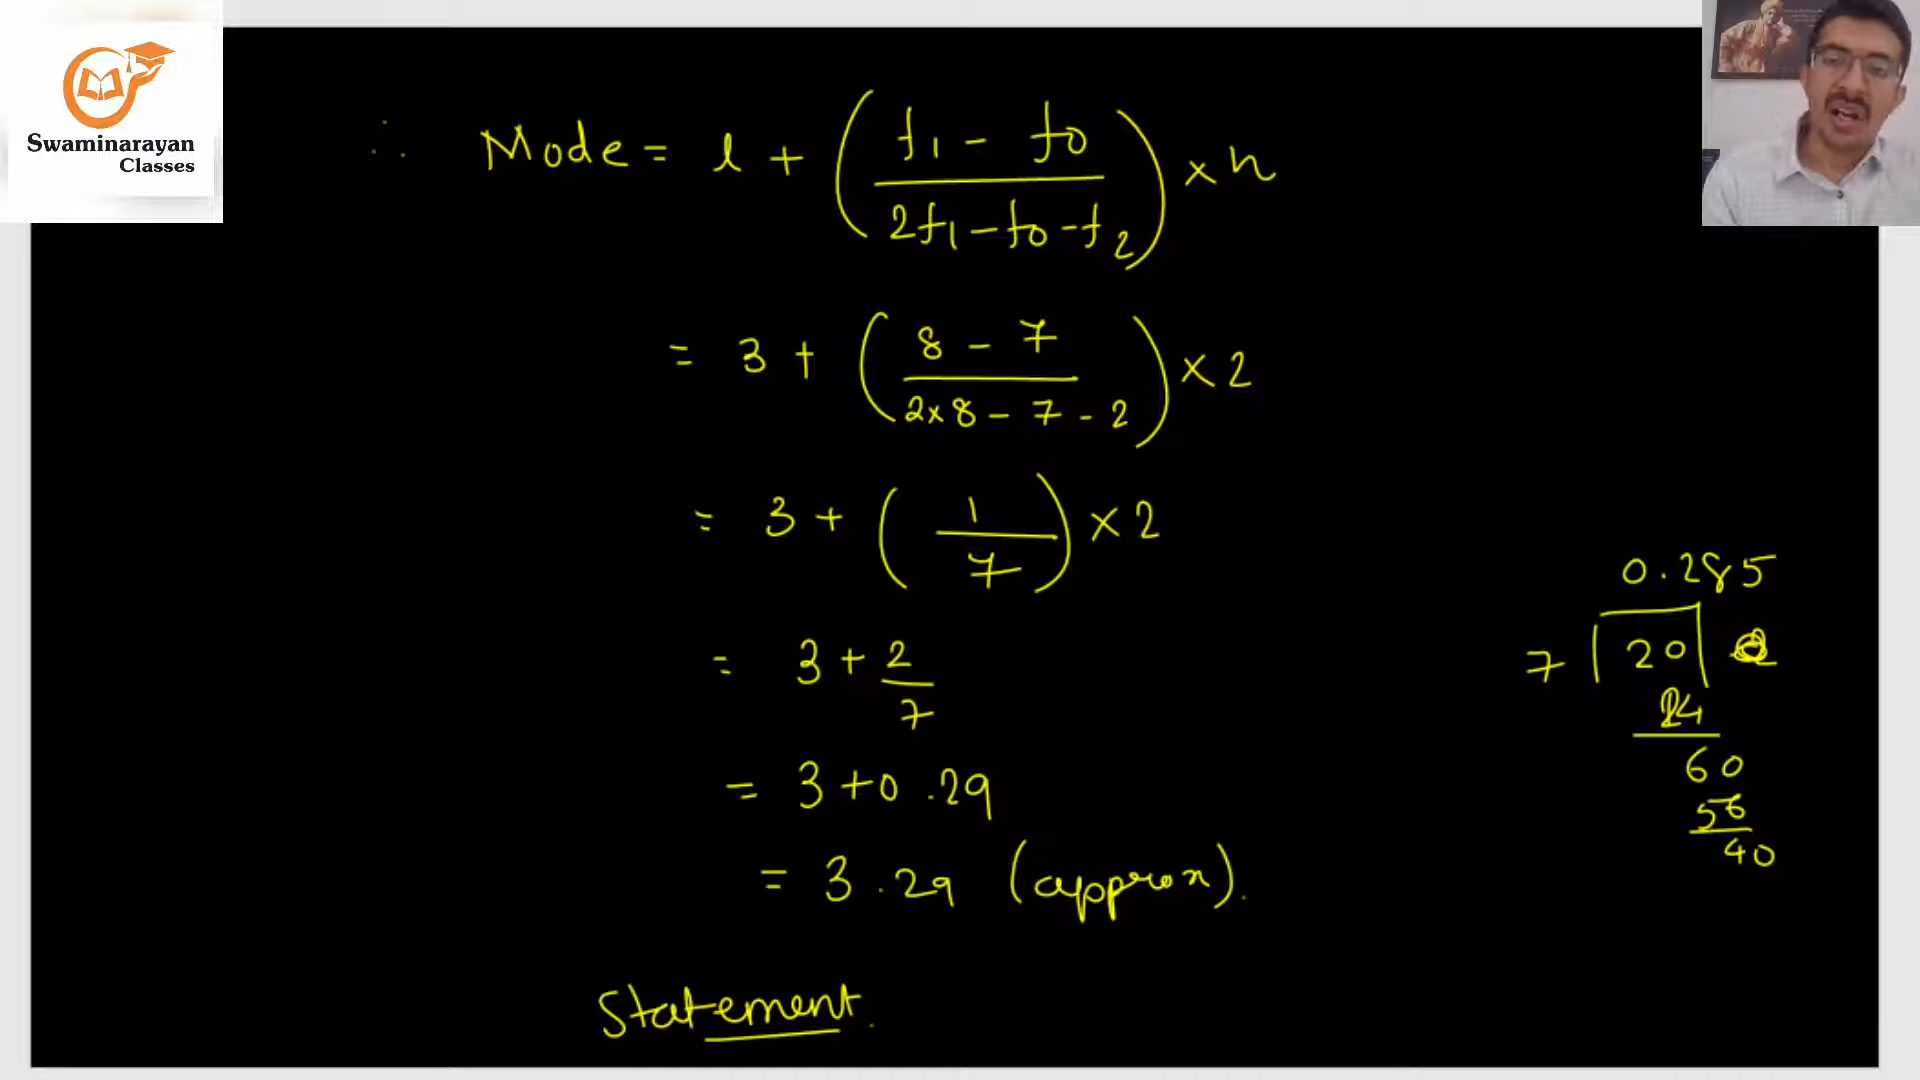 Swaminarayan
Classes
∴ Mode = l + ( f1 - f0 / 2f1 - f0 - f2 ) × h
= 3 + ( 8 - 7 / 2×8 - 7 - 2 ) × 2
= 3 + ( 1 / 7 ) × 2
= 3 + 2 / 7
= 3 + 0.29
= 3.29 (approx).
Statement.
0.285
7 | 20 |
14
60
56
40